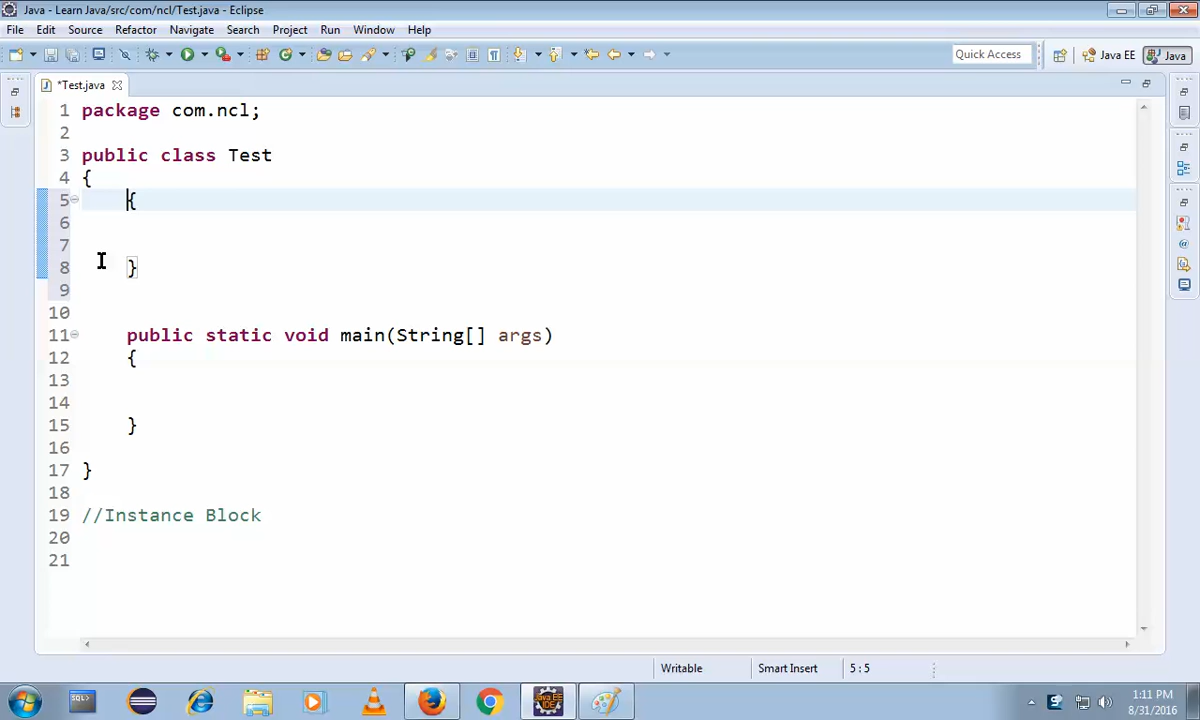 Java - Learn Java/src/com/ncl/Test.java - Eclipse
File Edit Source Refactor Navigate Search Project Run Window Help
Quick Access
Java EE
Java
*Test.java
1 package com.ncl;
2
3 public class Test
4 {
5 {
6
7
8 }
9
10
11 public static void main(String[] args)
12 {
13
14
15 }
16
17 }
18
19 //Instance Block
20
21
Writable Smart Insert 5 : 5
1:11 PM
8/31/2016